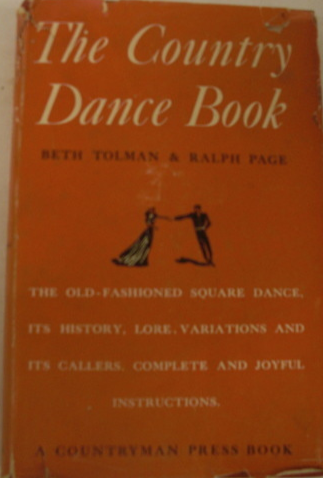 The Country
Dance Book
BETH TOLMAN & RALPH PAGE
THE OLD-FASHIONED SQUARE DANCE,
ITS HISTORY, LORE, VARIATIONS AND
ITS CALLERS. COMPLETE AND JOYFUL
INSTRUCTIONS.
A COUNTRYMAN PRESS BOOK